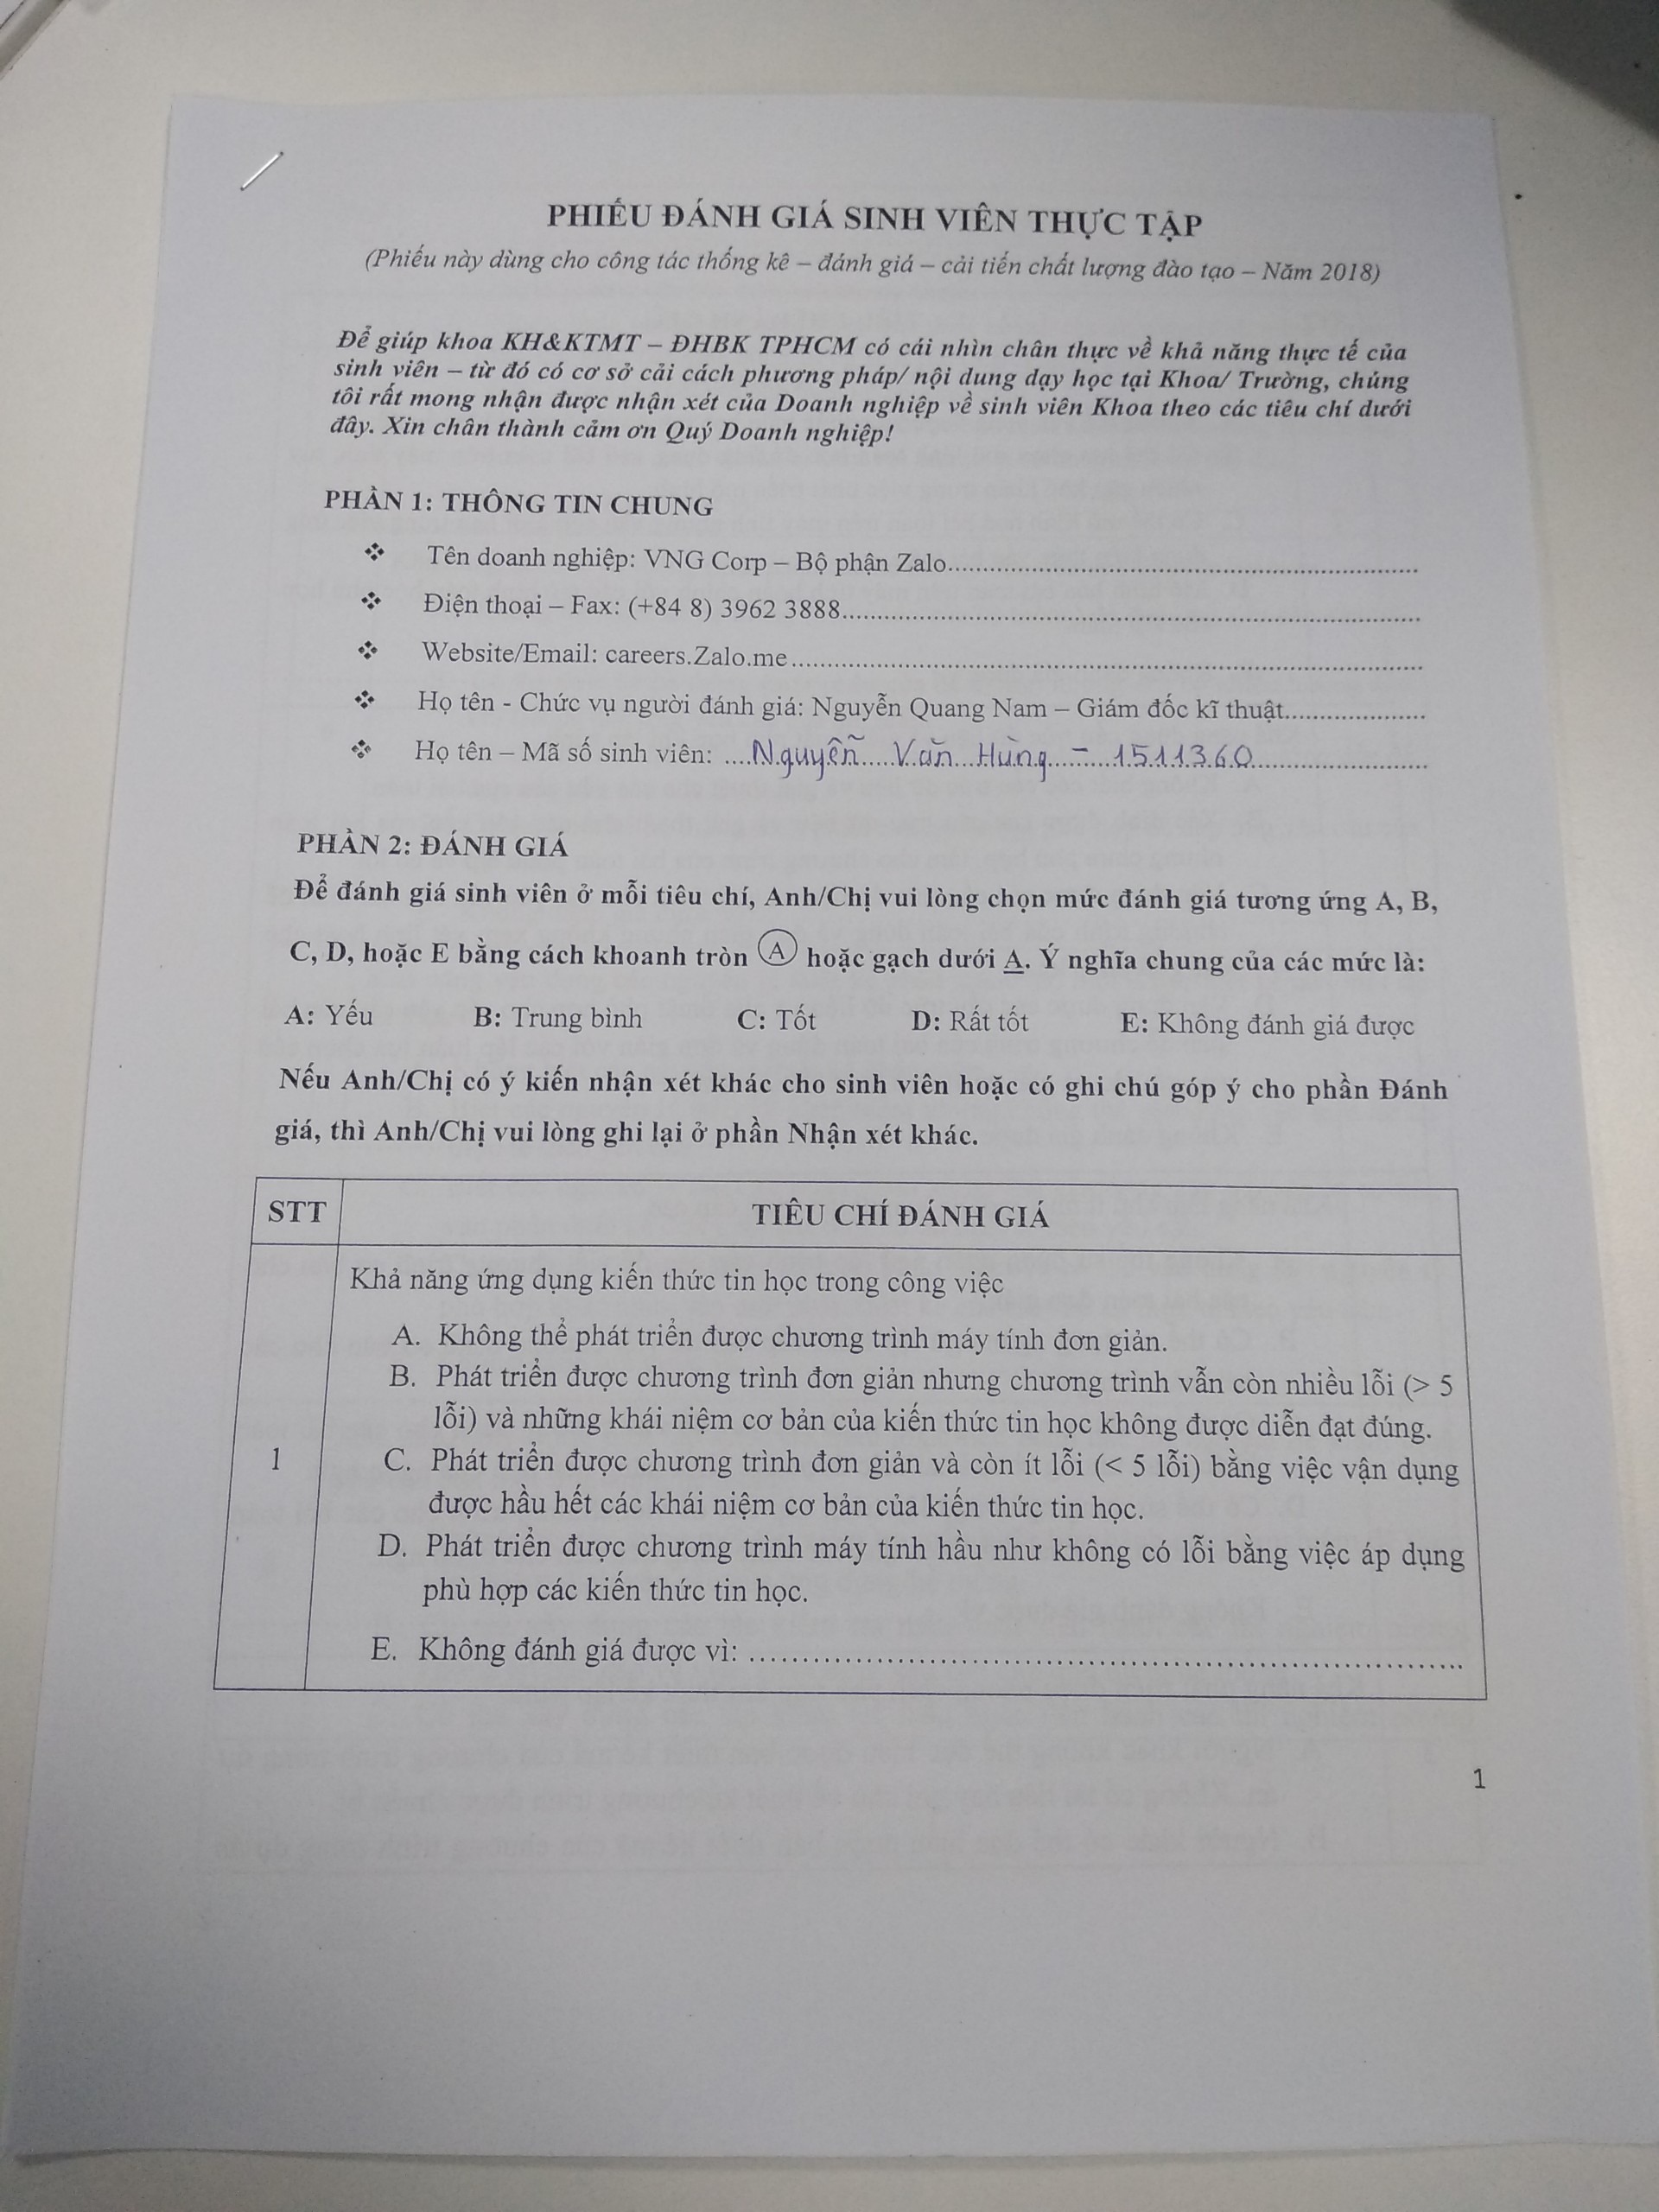 PHIẾU ĐÁNH GIÁ SINH VIÊN THỰC TẬP
(Phiếu này dùng cho công tác thống kê – đánh giá – cải tiến chất lượng đào tạo – Năm 2018)
Để giúp khoa KH&KTMT – ĐHBK TPHCM có cái nhìn chân thực về khả năng thực tế của
sinh viên – từ đó có cơ sở cải cách phương pháp/ nội dung dạy học tại Khoa/ Trường, chúng
tôi rất mong nhận được nhận xét của Doanh nghiệp về sinh viên Khoa theo các tiêu chí dưới
đây. Xin chân thành cảm ơn Quý Doanh nghiệp!
PHẦN 1: THÔNG TIN CHUNG
❖ Tên doanh nghiệp: VNG Corp – Bộ phận Zalo
❖ Điện thoại – Fax: (+84 8) 3962 3888
❖ Website/Email: careers.Zalo.me
❖ Họ tên - Chức vụ người đánh giá: Nguyễn Quang Nam – Giám đốc kĩ thuật
❖ Họ tên – Mã số sinh viên: Nguyễn Văn Hùng – 1511360
PHẦN 2: ĐÁNH GIÁ
Để đánh giá sinh viên ở mỗi tiêu chí, Anh/Chị vui lòng chọn mức đánh giá tương ứng A, B,
C, D, hoặc E bằng cách khoanh tròn A hoặc gạch dưới A. Ý nghĩa chung của các mức là:
A: Yếu B: Trung bình C: Tốt D: Rất tốt E: Không đánh giá được
Nếu Anh/Chị có ý kiến nhận xét khác cho sinh viên hoặc có ghi chú góp ý cho phần Đánh
giá, thì Anh/Chị vui lòng ghi lại ở phần Nhận xét khác.
STT TIÊU CHÍ ĐÁNH GIÁ
Khả năng ứng dụng kiến thức tin học trong công việc
A. Không thể phát triển được chương trình máy tính đơn giản.
B. Phát triển được chương trình đơn giản nhưng chương trình vẫn còn nhiều lỗi (> 5
lỗi) và những khái niệm cơ bản của kiến thức tin học không được diễn đạt đúng.
1 C. Phát triển được chương trình đơn giản và còn ít lỗi (< 5 lỗi) bằng việc vận dụng
được hầu hết các khái niệm cơ bản của kiến thức tin học.
D. Phát triển được chương trình máy tính hầu như không có lỗi bằng việc áp dụng
phù hợp các kiến thức tin học.
E. Không đánh giá được vì:
1